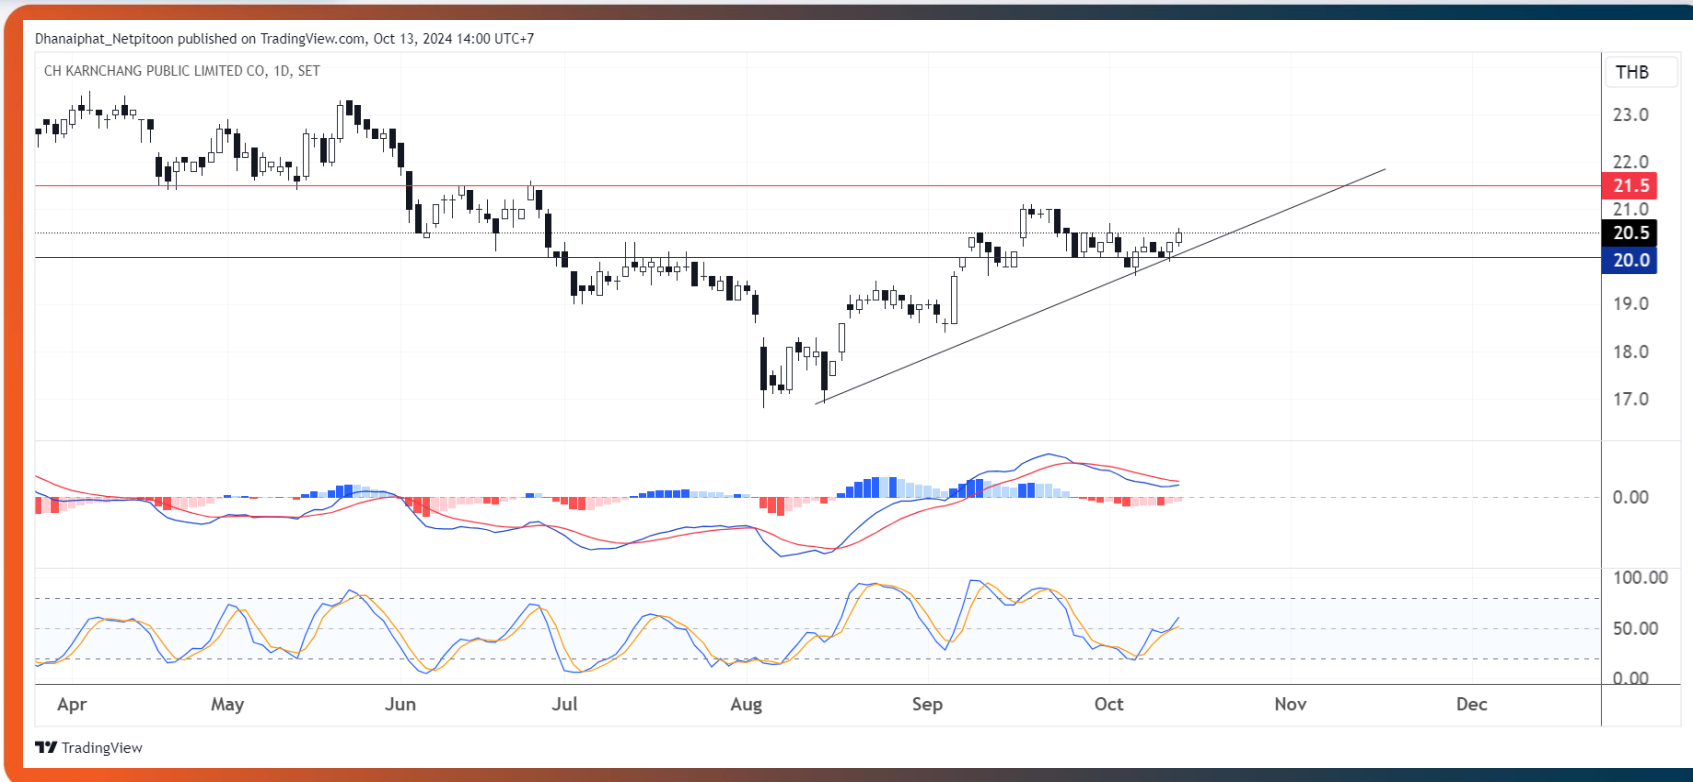 Dhanaiphat_Netpitoon published on TradingView.com, Oct 13, 2024 14:00 UTC+7
CH KARNCHANG PUBLIC LIMITED CO, 1D, SET
THB
23.0
22.0
21.5
21.0
20.5
20.0
19.0
18.0
17.0
0.00
100.00
50.00
0.00
Apr May Jun Jul Aug Sep Oct Nov Dec
TradingView